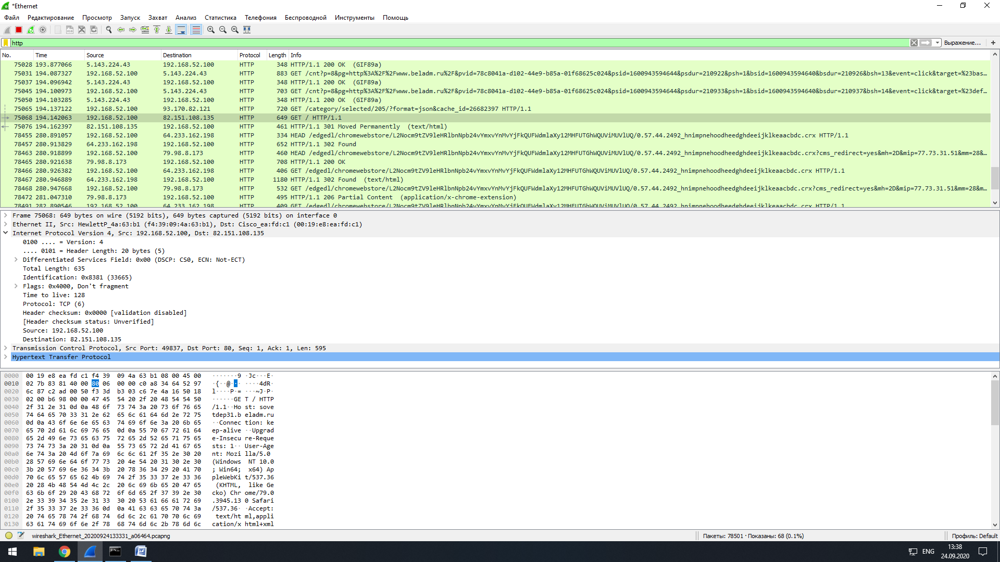 *Ethernet
Файл Редактирование Просмотр Запуск Захват Анализ Статистика Телефония Беспроводной Инструменты Помощь
http
Выражение…
No. Time Source Destination Protocol Length Info
75028 193.877066 5.143.224.43 192.168.52.100 HTTP 348 HTTP/1.1 200 OK (GIF89a)
75031 194.087327 192.168.52.100 5.143.224.43 HTTP 883 GET /cnt?p=8&pg=http%3A%2F%2Fwww.beladm.ru%2F&pvid=78c8041a-d102-44e9-b85a-01f68625c024&psid=1600943594644&psdur=210922&psh=1&bsid=1600943594640&bsdur=210926&bsh=13&event=click&target=%23bas…
75037 194.096942 5.143.224.43 192.168.52.100 HTTP 348 HTTP/1.1 200 OK (GIF89a)
75045 194.100973 192.168.52.100 5.143.224.43 HTTP 703 GET /cnt?p=8&pg=http%3A%2F%2Fwww.beladm.ru%2F&pvid=78c8041a-d102-44e9-b85a-01f68625c024&psid=1600943594644&psdur=210933&psh=1&bsid=1600943594640&bsdur=210937&bsh=14&event=click&target=%23def…
75050 194.103285 5.143.224.43 192.168.52.100 HTTP 348 HTTP/1.1 200 OK (GIF89a)
75065 194.137122 192.168.52.100 93.170.82.121 HTTP 720 GET /category/selected/205/?format=json&cache_id=26682397 HTTP/1.1
75068 194.142063 192.168.52.100 82.151.108.135 HTTP 649 GET / HTTP/1.1
75076 194.162397 82.151.108.135 192.168.52.100 HTTP 461 HTTP/1.1 301 Moved Permanently (text/html)
78455 280.891057 192.168.52.100 64.233.162.198 HTTP 334 HEAD /edgedl/chromewebstore/L2Nocm9tZV9leHRlbnNpb24vYmxvYnMvYjFkQUFWdmlaXy12MHFUTGhWQUViMUVlUQ/0.57.44.2492_hnimpnehoodheedghdeeijklkeaacbdc.crx HTTP/1.1
78457 280.913829 64.233.162.198 192.168.52.100 HTTP 652 HTTP/1.1 302 Found
78463 280.918899 192.168.52.100 79.98.8.173 HTTP 460 HEAD /edgedl/chromewebstore/L2Nocm9tZV9leHRlbnNpb24vYmxvYnMvYjFkQUFWdmlaXy12MHFUTGhWQUViMUVlUQ/0.57.44.2492_hnimpnehoodheedghdeeijklkeaacbdc.crx?cms_redirect=yes&mh=2D&mip=77.73.31.51&mm=28&…
78465 280.921638 79.98.8.173 192.168.52.100 HTTP 708 HTTP/1.1 200 OK
78466 280.926382 192.168.52.100 64.233.162.198 HTTP 406 GET /edgedl/chromewebstore/L2Nocm9tZV9leHRlbnNpb24vYmxvYnMvYjFkQUFWdmlaXy12MHFUTGhWQUViMUVlUQ/0.57.44.2492_hnimpnehoodheedghdeeijklkeaacbdc.crx HTTP/1.1
78467 280.946889 64.233.162.198 192.168.52.100 HTTP 1180 HTTP/1.1 302 Found (text/html)
78468 280.947668 192.168.52.100 79.98.8.173 HTTP 532 GET /edgedl/chromewebstore/L2Nocm9tZV9leHRlbnNpb24vYmxvYnMvYjFkQUFWdmlaXy12MHFUTGhWQUViMUVlUQ/0.57.44.2492_hnimpnehoodheedghdeeijklkeaacbdc.crx?cms_redirect=yes&mh=2D&mip=77.73.31.51&mm=28&m…
78472 281.047310 79.98.8.173 192.168.52.100 HTTP 495 HTTP/1.1 206 Partial Content (application/x-chrome-extension)
78491 282.890546 192.168.52.100 64.233.162.198 HTTP 409 GET /edgedl/chromewebstore/L2Nocm9tZV9leHRlbnNpb24vYmxvYnMvYjFkQUFWdmlaXy12MHFUTGhWQUViMUVlUQ/0.57.44.2492_hnimpnehoodheedghdeeijklkeaacbdc.crx HTTP/1.1
Frame 75068: 649 bytes on wire (5192 bits), 649 bytes captured (5192 bits) on interface 0
Ethernet II, Src: HewlettP_4a:63:b1 (f4:39:09:4a:63:b1), Dst: Cisco_ea:fd:c1 (00:19:e8:ea:fd:c1)
Internet Protocol Version 4, Src: 192.168.52.100, Dst: 82.151.108.135
0100 .... = Version: 4
.... 0101 = Header Length: 20 bytes (5)
Differentiated Services Field: 0x00 (DSCP: CS0, ECN: Not-ECT)
Total Length: 635
Identification: 0x8381 (33665)
Flags: 0x4000, Don't fragment
Time to live: 128
Protocol: TCP (6)
Header checksum: 0x0000 [validation disabled]
[Header checksum status: Unverified]
Source: 192.168.52.100
Destination: 82.151.108.135
Transmission Control Protocol, Src Port: 49837, Dst Port: 80, Seq: 1, Ack: 1, Len: 595
Hypertext Transfer Protocol
0000 00 19 e8 ea fd c1 f4 39 09 4a 63 b1 08 00 45 00 ·······9 ·Jc···E·
0010 02 7b 83 81 40 00 80 06 00 00 c0 a8 34 64 52 97 ·{··@··· ····4dR·
0020 6c 87 c2 ad 00 50 f3 3d b3 03 c6 7e 4a 16 50 18 l····P·= ···~J·P·
0030 02 00 b6 98 00 00 47 45 54 20 2f 20 48 54 54 50 ······GE T / HTTP
0040 2f 31 2e 31 0d 0a 48 6f 73 74 3a 20 73 6f 76 65 /1.1··Ho st: sove
0050 74 64 65 70 33 31 2e 62 65 6c 61 64 6d 2e 72 75 tdep31.b eladm.ru
0060 0d 0a 43 6f 6e 6e 65 63 74 69 6f 6e 3a 20 6b 65 ··Connec tion: ke
0070 65 70 2d 61 6c 69 76 65 0d 0a 55 70 67 72 61 64 ep-alive ··Upgrad
0080 65 2d 49 6e 73 65 63 75 72 65 2d 52 65 71 75 65 e-Insecu re-Reque
0090 73 74 73 3a 20 31 0d 0a 55 73 65 72 2d 41 67 65 sts: 1·· User-Age
00a0 6e 74 3a 20 4d 6f 7a 69 6c 6c 61 2f 35 2e 30 20 nt: Mozi lla/5.0
00b0 28 57 69 6e 64 6f 77 73 20 4e 54 20 31 30 2e 30 (Windows NT 10.0
00c0 3b 20 57 69 6e 36 34 3b 20 78 36 34 29 20 41 70 ; Win64; x64) Ap
00d0 70 6c 65 57 65 62 4b 69 74 2f 35 33 37 2e 33 36 pleWebKi t/537.36
00e0 20 28 4b 48 54 4d 4c 2c 20 6c 69 6b 65 20 47 65 (KHTML, like Ge
00f0 63 6b 6f 29 20 43 68 72 6f 6d 65 2f 37 39 2e 30 cko) Chr ome/79.0
0100 2e 33 39 34 35 2e 31 33 30 20 53 61 66 61 72 69 .3945.13 0 Safari
0110 2f 35 33 37 2e 33 36 0d 0a 41 63 63 65 70 74 3a /537.36· ·Accept:
0120 20 74 65 78 74 2f 68 74 6d 6c 2c 61 70 70 6c 69 text/ht ml,appli
0130 63 61 74 69 6f 6e 2f 78 68 74 6d 6c 2b 78 6d 6c cation/x html+xml
wireshark_Ethernet_20200924133331_a06464.pcapng
Пакеты: 78501 · Показаны: 68 (0.1%)
Профиль: Default
ENG
13:38
24.09.2020